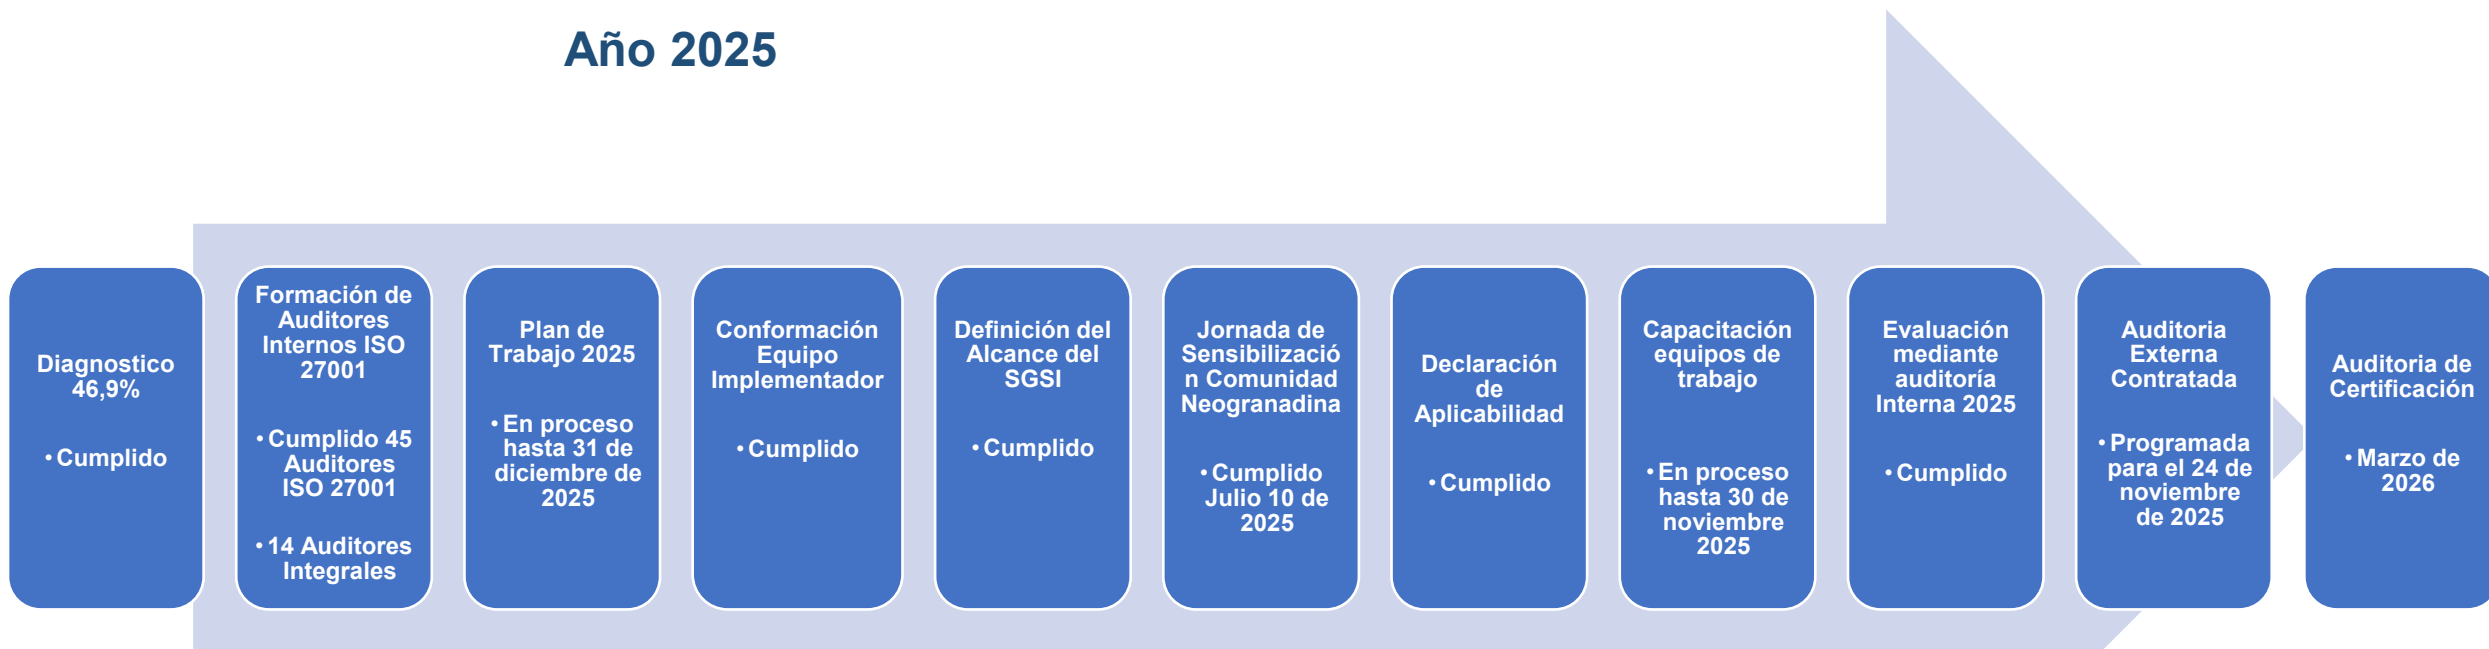 Año 2025
Diagnostico
46,9%
• Cumplido
Formación de
Auditores
Internos ISO
27001
• Cumplido 45
Auditores
ISO 27001
• 14 Auditores
Integrales
Plan de
Trabajo 2025
• En proceso
hasta 31 de
diciembre de
2025
Conformación
Equipo
Implementador
• Cumplido
Definición del
Alcance del
SGSI
• Cumplido
Jornada de
Sensibilizació
n Comunidad
Neogranadina
• Cumplido
Julio 10 de
2025
Declaración
de
Aplicabilidad
• Cumplido
Capacitación
equipos de
trabajo
• En proceso
hasta 30 de
noviembre
2025
Evaluación
mediante
auditoría
Interna 2025
• Cumplido
Auditoria
Externa
Contratada
• Programada
para el 24 de
noviembre
de 2025
Auditoria de
Certificación
• Marzo de
2026